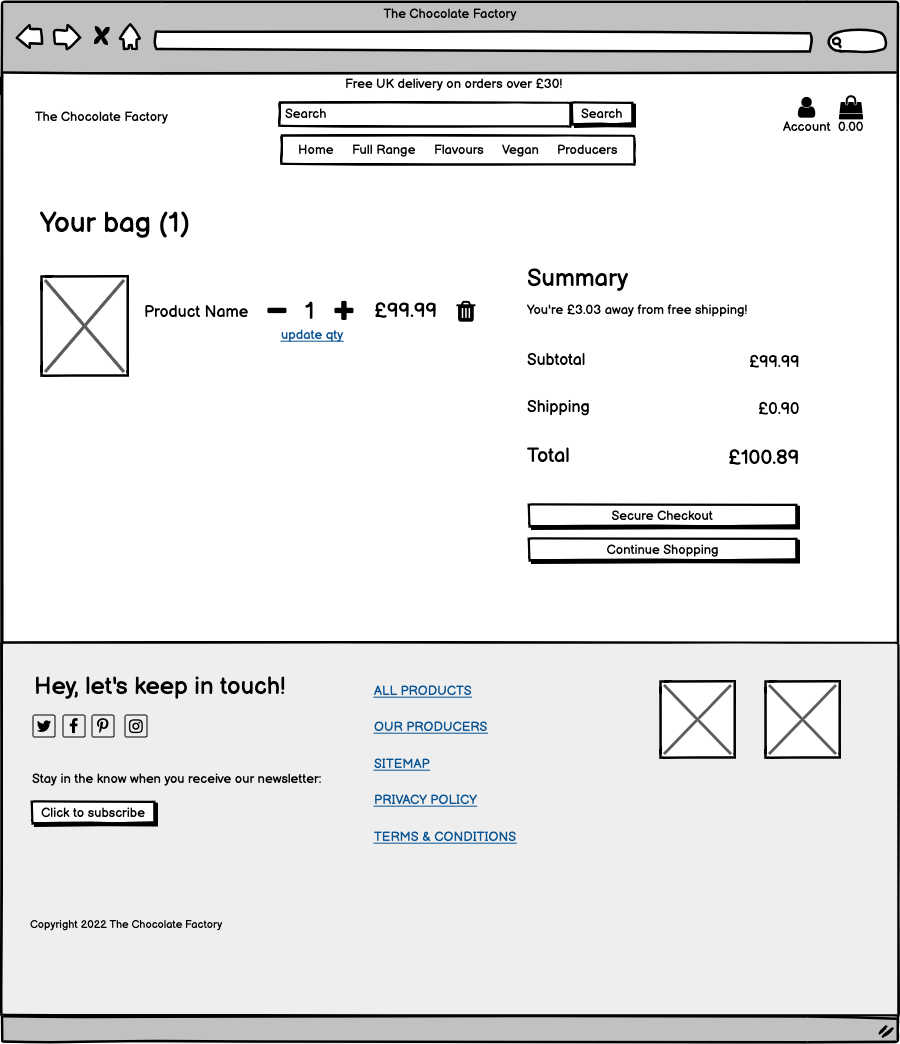 The Chocolate Factory
Free UK delivery on orders over £30!
The Chocolate Factory
Search Search
Account 0.00
Home Full Range Flavours Vegan Producers
Your bag (1)
Product Name 1 £99.99
update qty
Summary
You're £3.03 away from free shipping!
Subtotal £99.99
Shipping £0.90
Total £100.89
Secure Checkout
Continue Shopping
Hey, let's keep in touch!
Stay in the know when you receive our newsletter:
Click to subscribe
ALL PRODUCTS
OUR PRODUCERS
SITEMAP
PRIVACY POLICY
TERMS & CONDITIONS
Copyright 2022 The Chocolate Factory